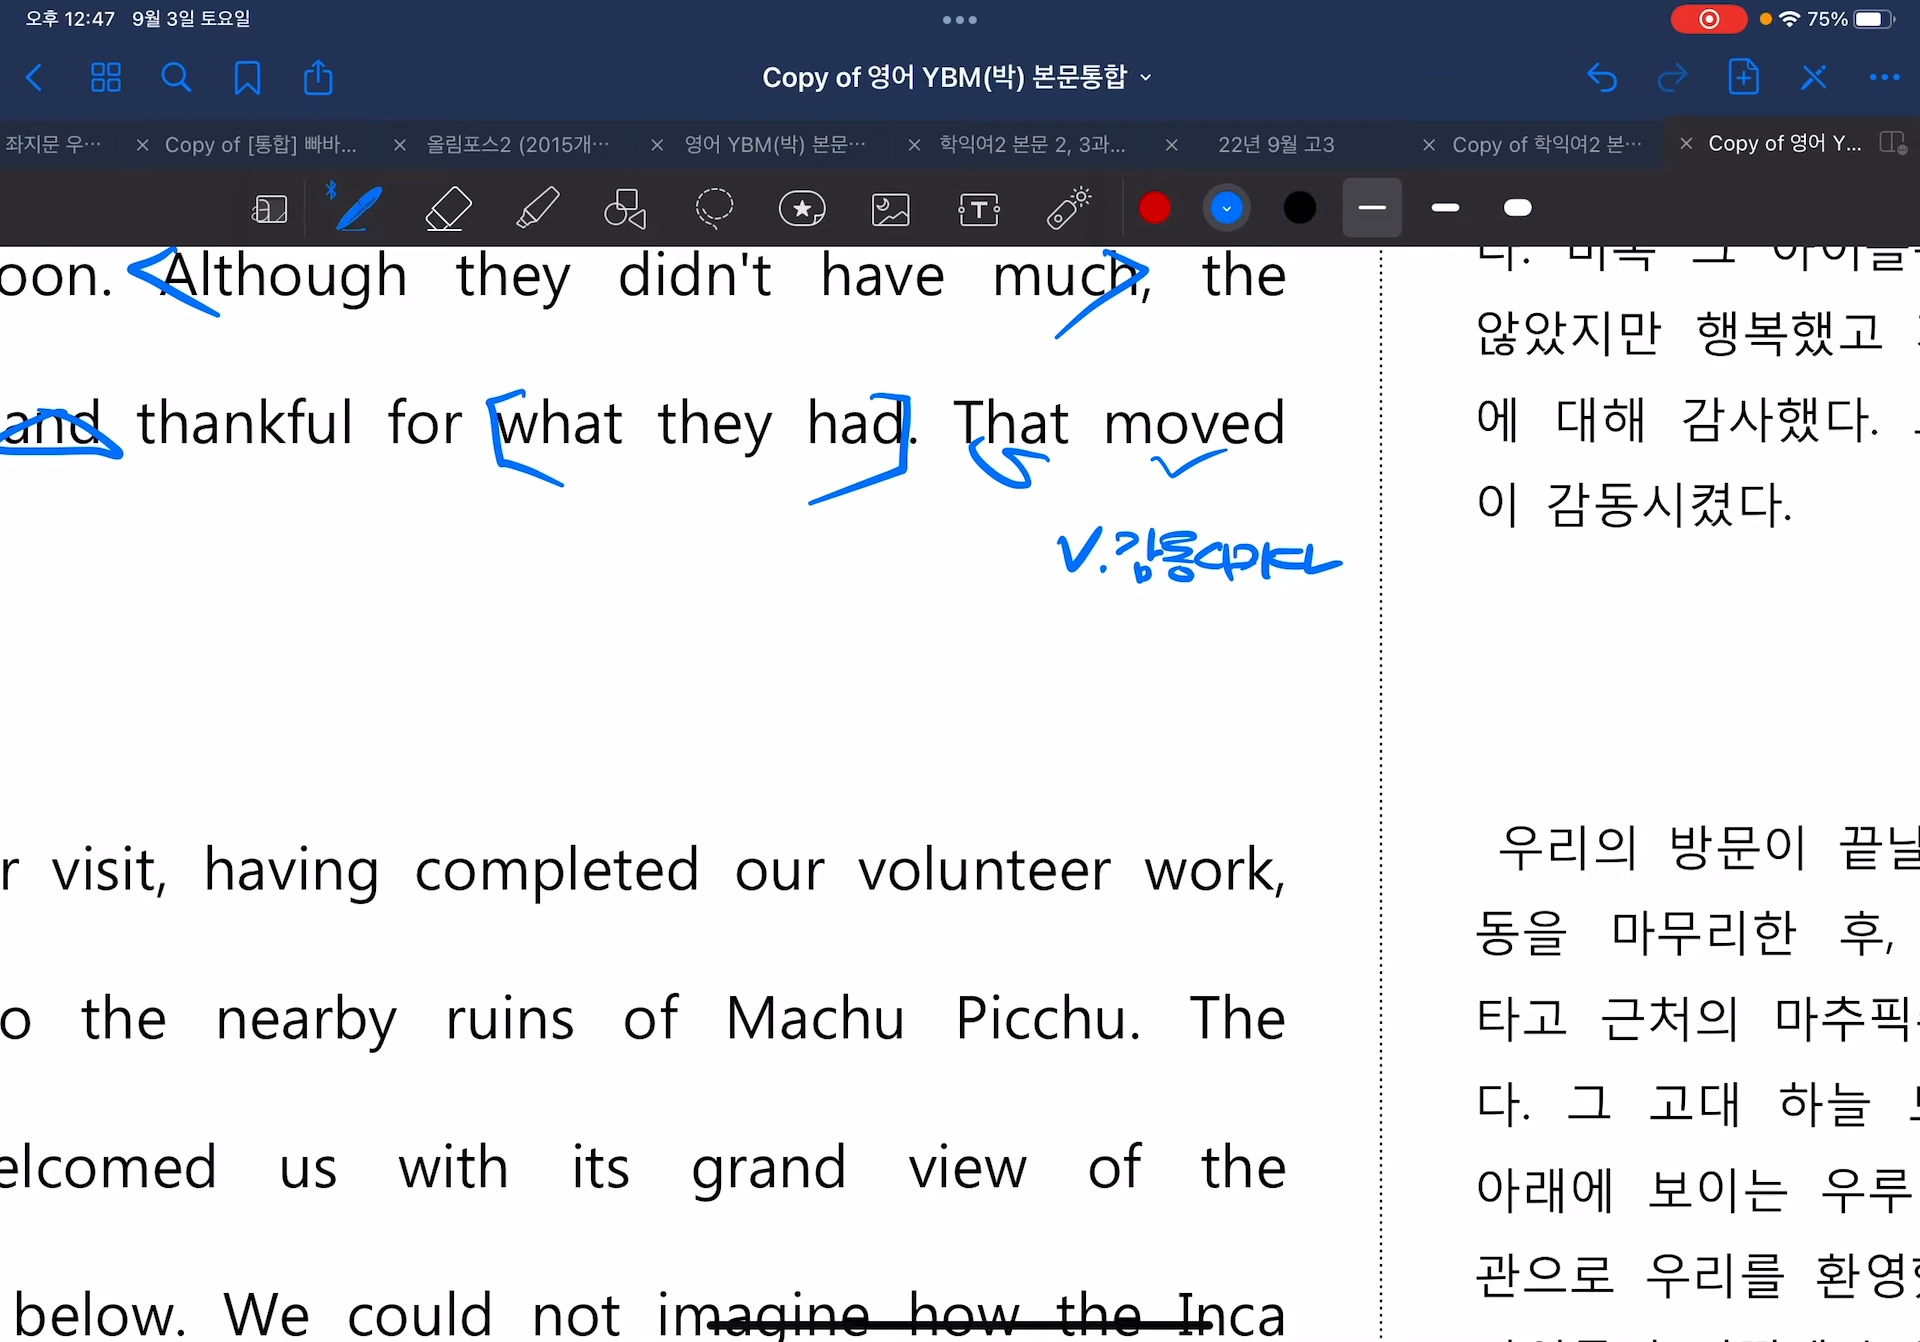 오후 12:47 9월 3일 토요일
75%
Copy of 영어 YBM(박) 본문통합
좌지문 우… Copy of [통합] 빠바… 올림포스2 (2015개… 영어 YBM(박) 본문… 학익여2 본문 2, 3과… 22년 9월 고3 Copy of 학익여2 본… Copy of 영어 Y…
oon. Although they didn't have much, the
and thankful for what they had. That moved
V. 감동시키다
r visit, having completed our volunteer work,
o the nearby ruins of Machu Picchu. The
elcomed us with its grand view of the
below. We could not imagine how the Inca
다. 비록 그 아이들
않았지만 행복했고
에 대해 감사했다.
이 감동시켰다.
우리의 방문이 끝날
동을 마무리한 후,
타고 근처의 마추픽
다. 그 고대 하늘
아래에 보이는 우루
관으로 우리를 환영